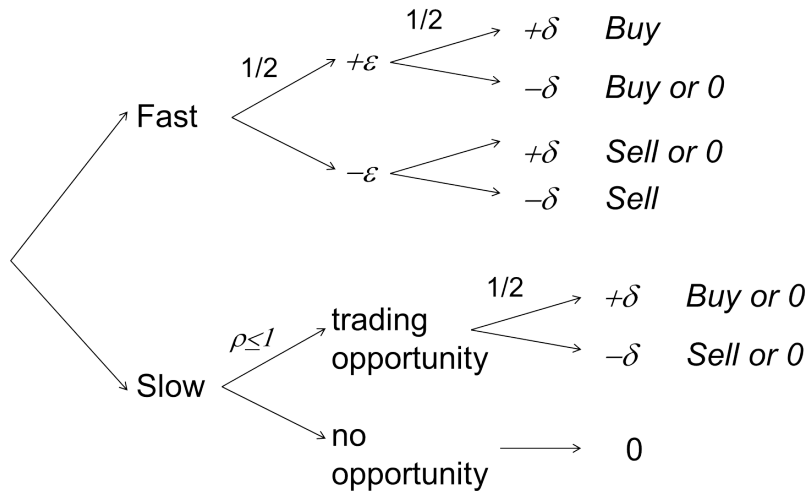 1/2 +δ Buy
1/2 +ε
−δ Buy or 0
Fast
+δ Sell or 0
−ε
−δ Sell
1/2 +δ Buy or 0
trading
ρ≤1
opportunity
−δ Sell or 0
Slow
no
opportunity
0